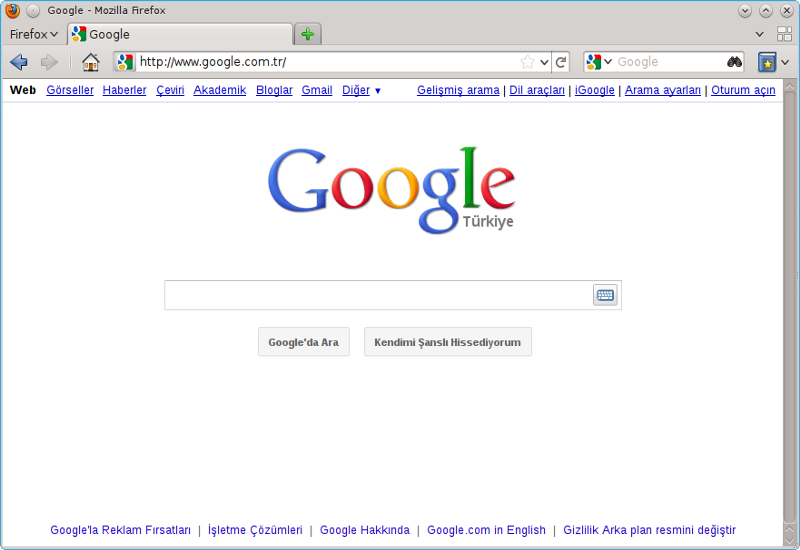 Google - Mozilla Firefox
Firefox Google
http://www.google.com.tr/ Google
Web Görseller Haberler Çeviri Akademik Bloglar Gmail Diğer ▼ Gelişmiş arama | Dil araçları | iGoogle | Arama ayarları | Oturum açın
Google
Türkiye
Google'da Ara Kendimi Şanslı Hissediyorum
Google'la Reklam Fırsatları | İşletme Çözümleri | Google Hakkında | Google.com in English | Gizlilik Arka plan resmini değiştir